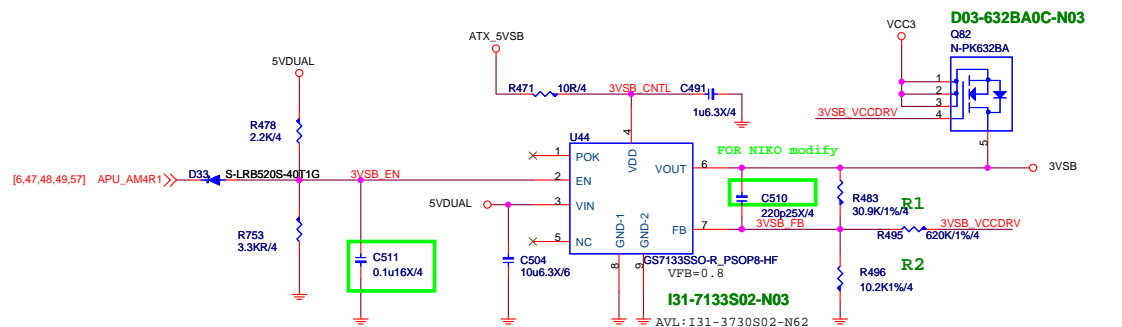 D03-632BA0C-N03
VCC3
Q82
N-PK632BA
ATX_5VSB
5VDUAL
R471
10R/4
3VSB_CNTL
C491
1u6.3X/4
1
2
3
4
3VSB_VCCDRV
5
R478
2.2K/4
U44
4
FOR NIKO modify
1
POK
VDD
VOUT
6
3VSB
[6,47,48,49,57]
APU_AM4R1
D33
S-LRB520S-40T1G
3VSB_EN
2
EN
C510
220p25X/4
R483
30.9K/1%/4
R1
5VDUAL
3
VIN
FB
7
3VSB_FB
3VSB_VCCDRV
R495
620K/1%/4
R753
3.3KR/4
5
NC
GND-1
GND-2
C511
0.1u16X/4
C504
10u6.3X/6
8
9
GS7133SSO-R_PSOP8-HF
VFB=0.8
R2
R496
10.2K1%/4
I31-7133S02-N03
AVL:I31-3730S02-N62